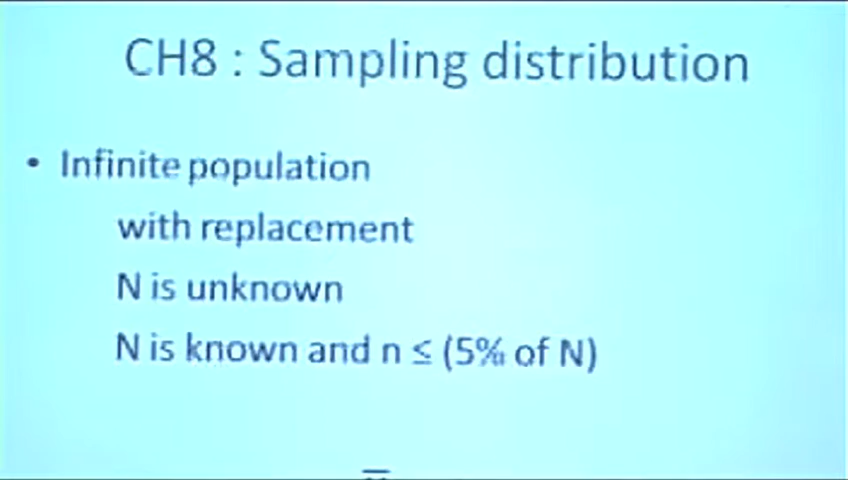 CH8 : Sampling distribution
• Infinite population
with replacement
N is unknown
N is known and n ≤ (5% of N)